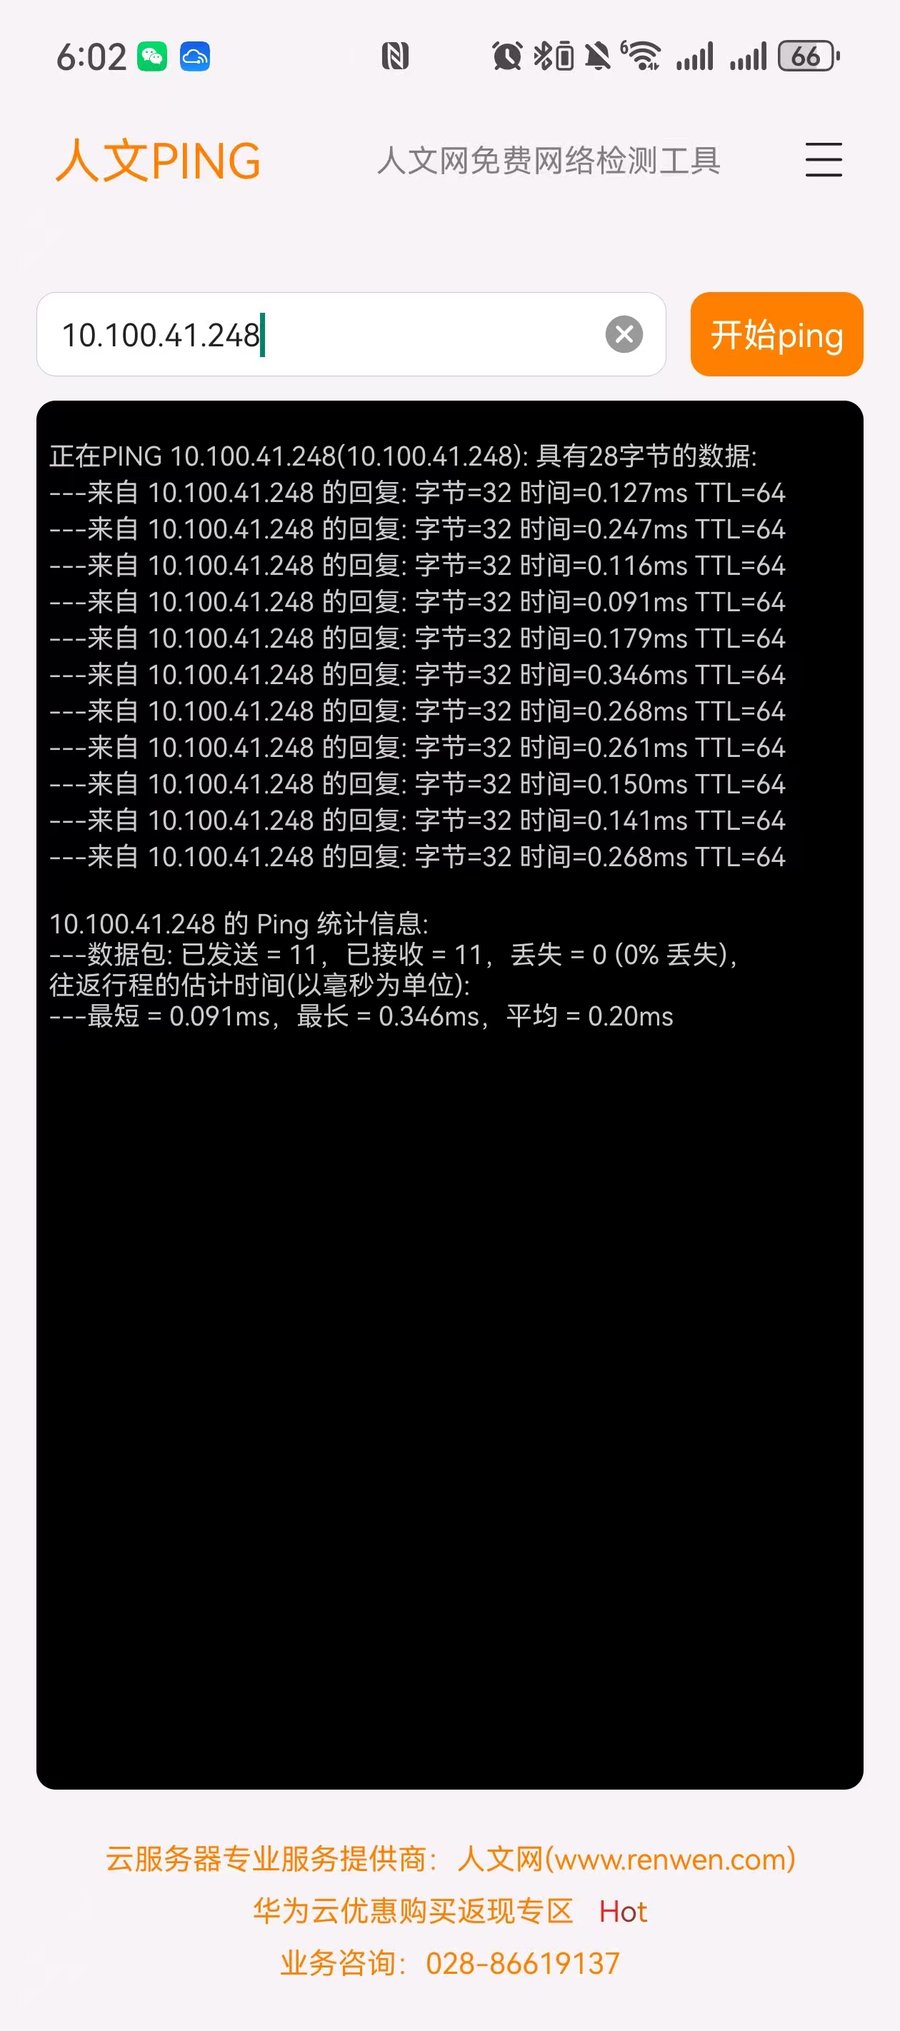 6:02 6 66
人文PING 人文网免费网络检测工具
10.100.41.248 开始ping
正在PING 10.100.41.248(10.100.41.248): 具有28字节的数据:
---来自 10.100.41.248 的回复: 字节=32 时间=0.127ms TTL=64
---来自 10.100.41.248 的回复: 字节=32 时间=0.247ms TTL=64
---来自 10.100.41.248 的回复: 字节=32 时间=0.116ms TTL=64
---来自 10.100.41.248 的回复: 字节=32 时间=0.091ms TTL=64
---来自 10.100.41.248 的回复: 字节=32 时间=0.179ms TTL=64
---来自 10.100.41.248 的回复: 字节=32 时间=0.346ms TTL=64
---来自 10.100.41.248 的回复: 字节=32 时间=0.268ms TTL=64
---来自 10.100.41.248 的回复: 字节=32 时间=0.261ms TTL=64
---来自 10.100.41.248 的回复: 字节=32 时间=0.150ms TTL=64
---来自 10.100.41.248 的回复: 字节=32 时间=0.141ms TTL=64
---来自 10.100.41.248 的回复: 字节=32 时间=0.268ms TTL=64
10.100.41.248 的 Ping 统计信息:
---数据包: 已发送 = 11，已接收 = 11，丢失 = 0 (0% 丢失)，
往返行程的估计时间(以毫秒为单位):
---最短 = 0.091ms，最长 = 0.346ms，平均 = 0.20ms
云服务器专业服务提供商：人文网(www.renwen.com)
华为云优惠购买返现专区 Hot
业务咨询：028-86619137